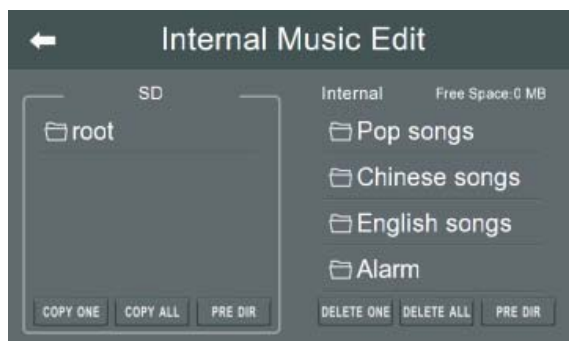 Internal Music Edit
SD
root
COPY ONE COPY ALL PRE DIR
Internal Free Space:0 MB
Pop songs
Chinese songs
English songs
Alarm
DELETE ONE DELETE ALL PRE DIR